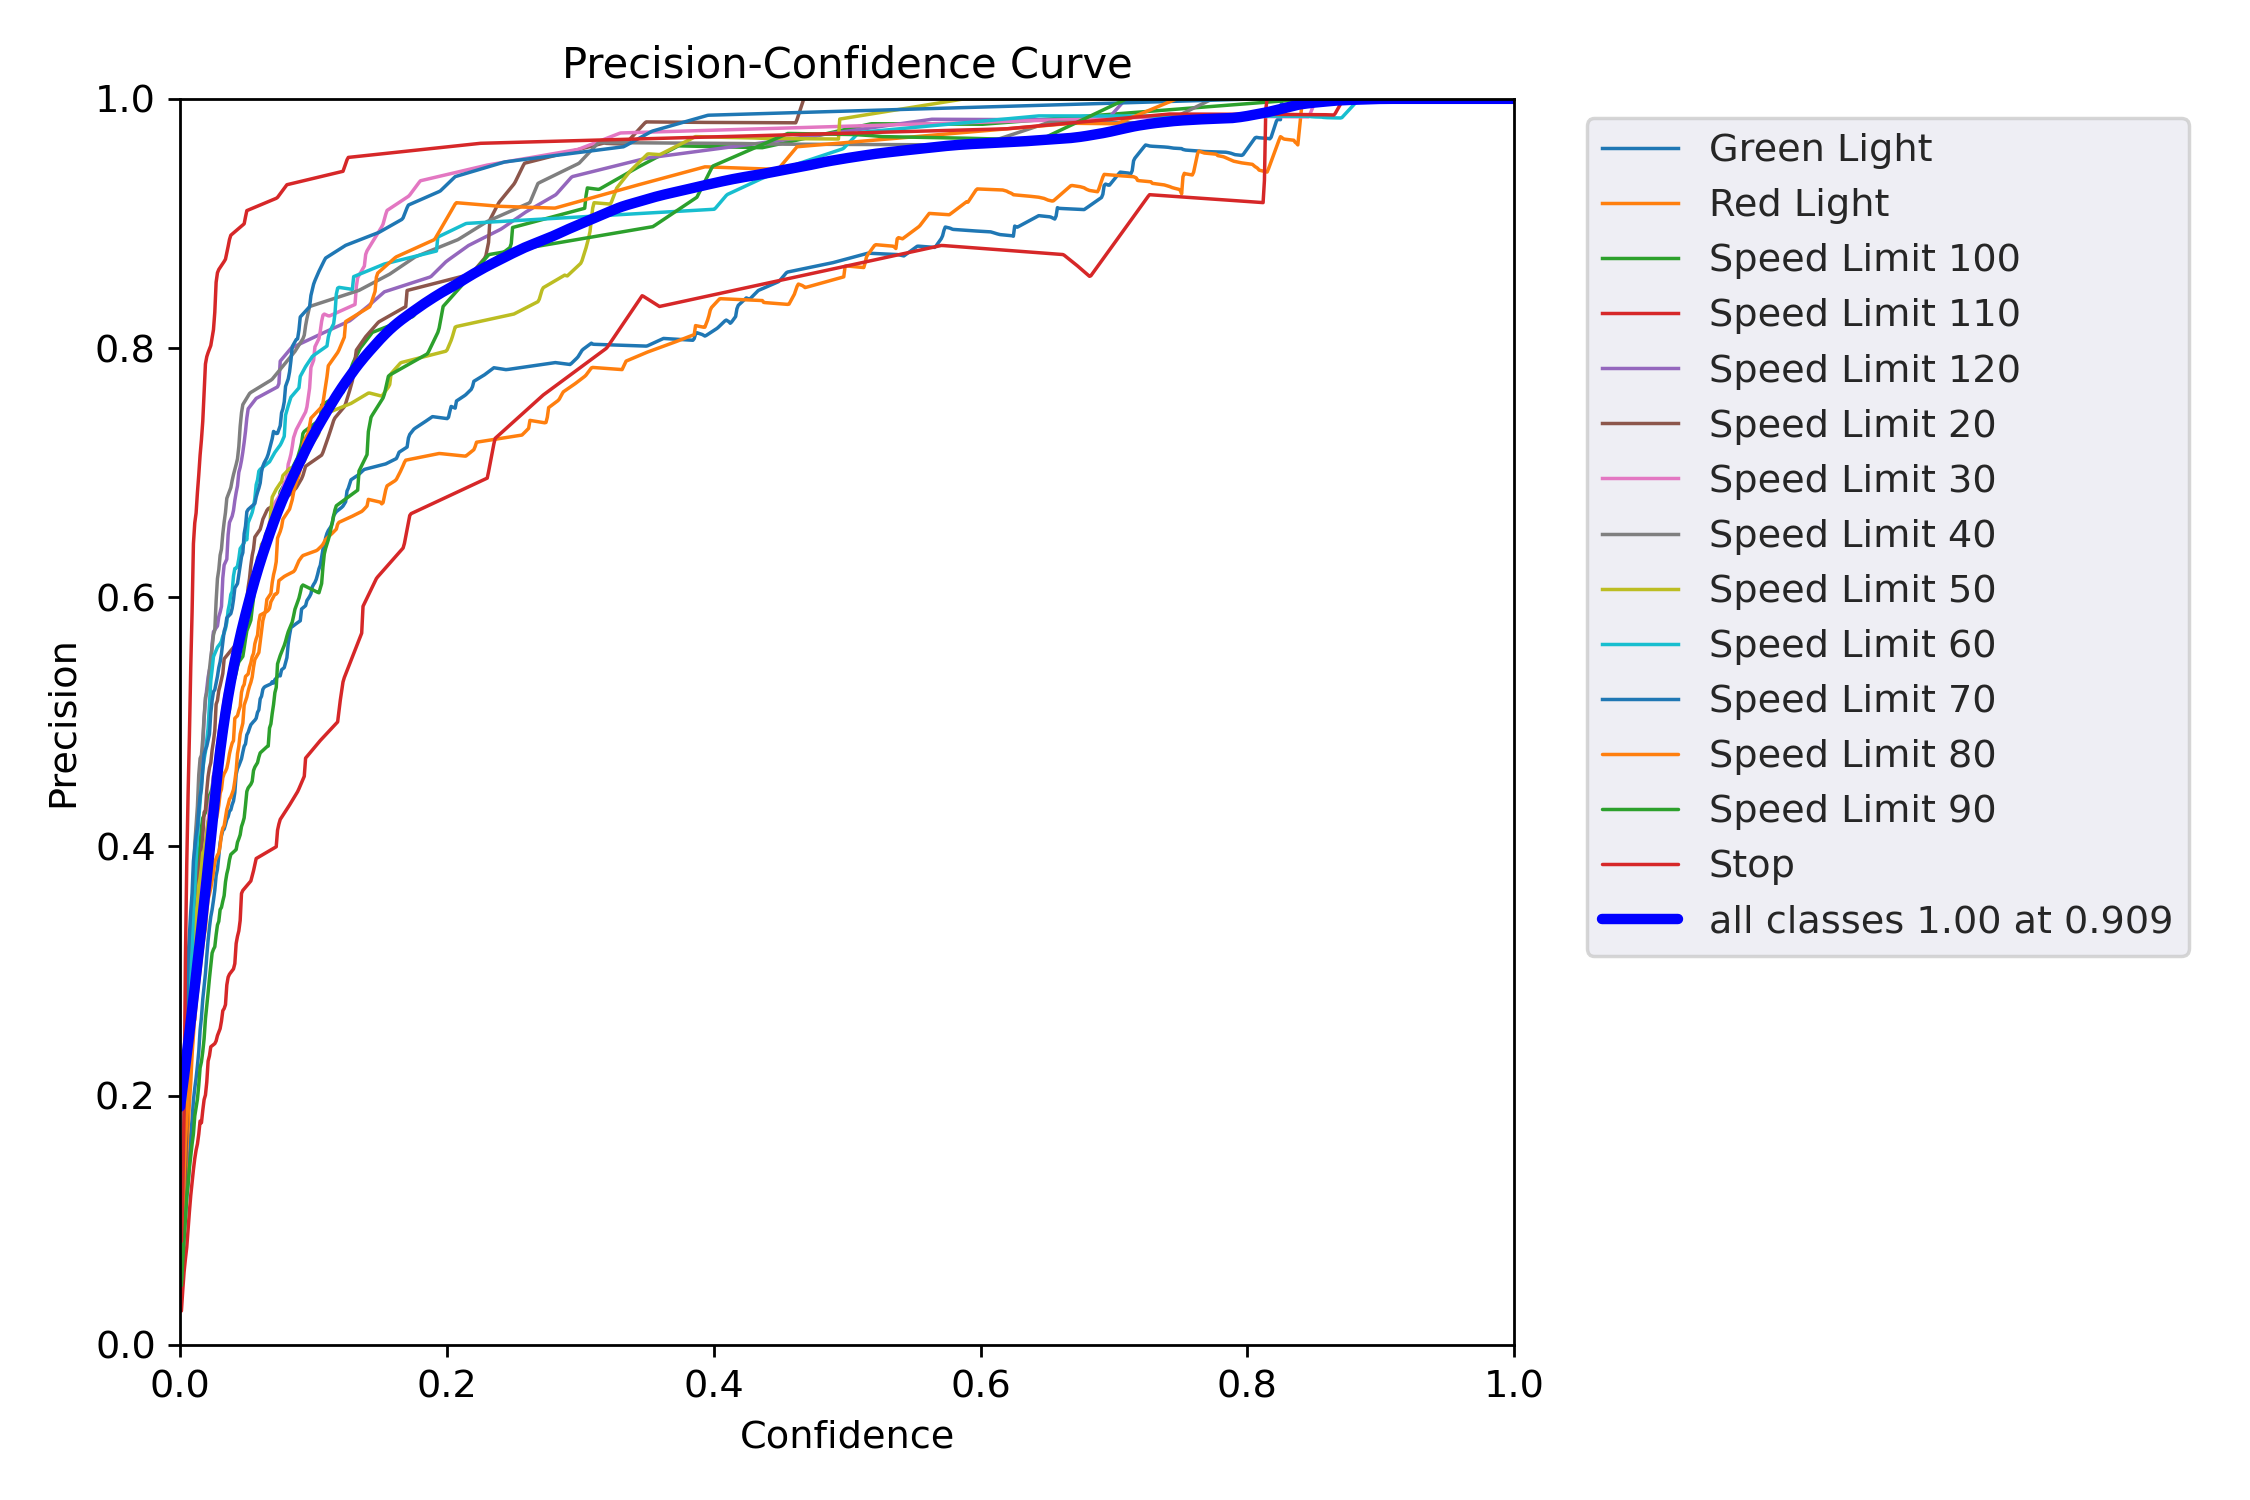 Precision-Confidence Curve
1.0
0.8
0.6
0.4
0.2
0.0
Precision
0.0 0.2 0.4 0.6 0.8 1.0
Confidence
Green Light
Red Light
Speed Limit 100
Speed Limit 110
Speed Limit 120
Speed Limit 20
Speed Limit 30
Speed Limit 40
Speed Limit 50
Speed Limit 60
Speed Limit 70
Speed Limit 80
Speed Limit 90
Stop
all classes 1.00 at 0.909